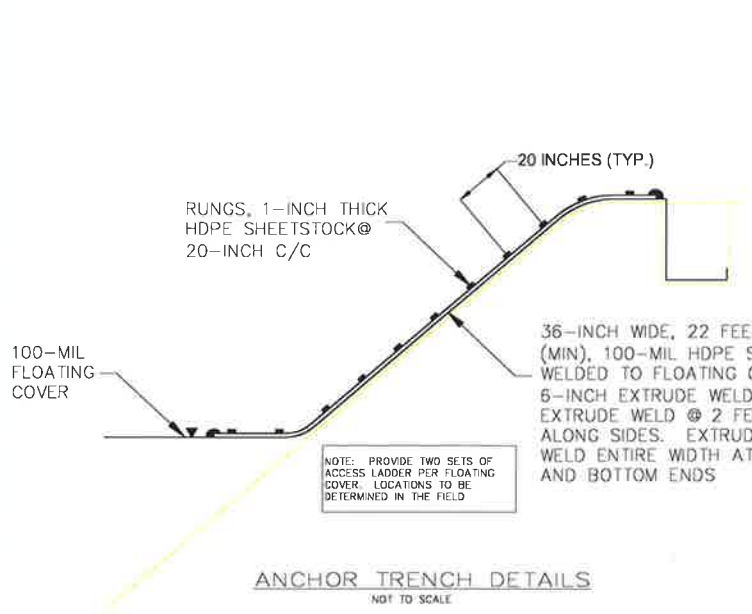 20 INCHES (TYP.)
RUNGS, 1-INCH THICK
HDPE SHEETSTOCK@
20-INCH C/C
100-MIL
FLOATING
COVER
36-INCH WIDE, 22 FEE
(MIN), 100-MIL HDPE S
WELDED TO FLOATING
6-INCH EXTRUDE WELD
EXTRUDE WELD @ 2 FE
ALONG SIDES. EXTRUD
WELD ENTIRE WIDTH AT
AND BOTTOM ENDS
NOTE: PROVIDE TWO SETS OF
ACCESS LADDER PER FLOATING
COVER. LOCATIONS TO BE
DETERMINED IN THE FIELD
ANCHOR TRENCH DETAILS
NOT TO SCALE